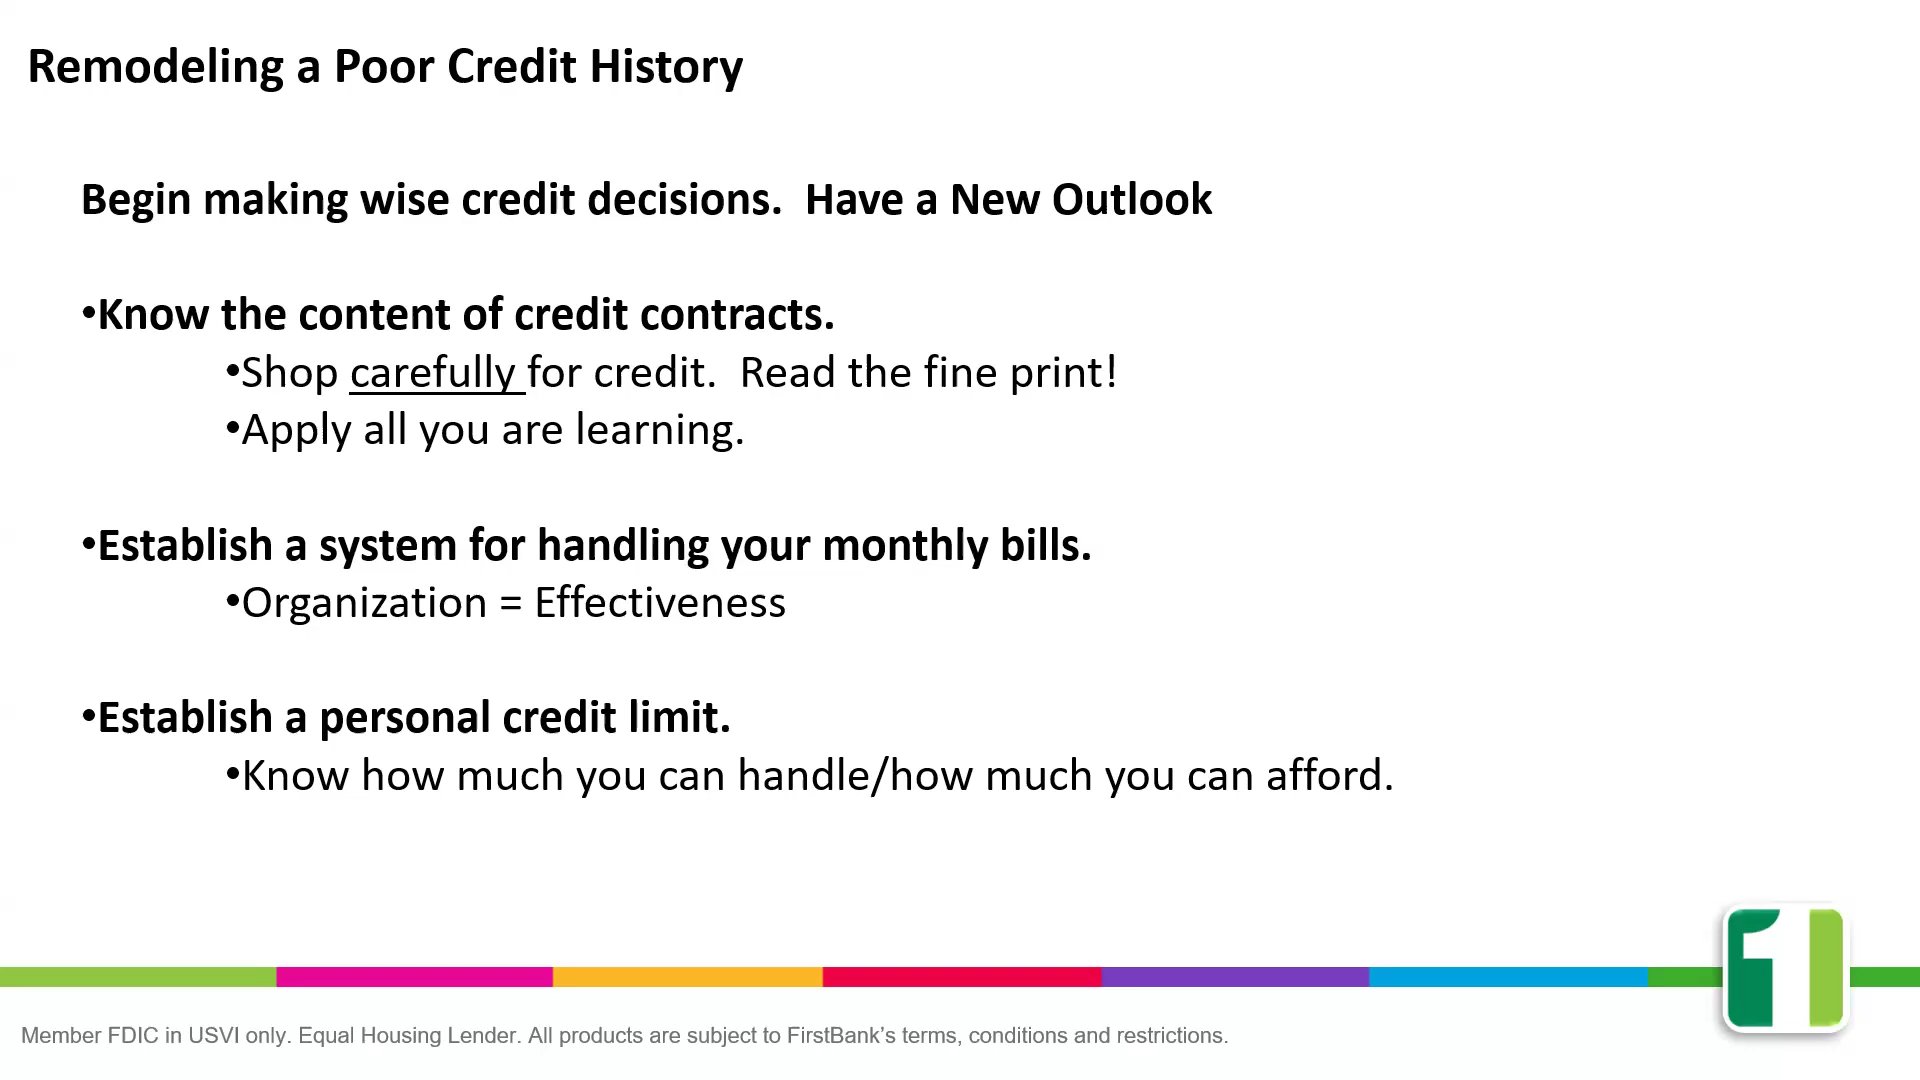 Remodeling a Poor Credit History
Begin making wise credit decisions.  Have a New Outlook
•Know the content of credit contracts.
•Shop carefully for credit.  Read the fine print!
•Apply all you are learning.
•Establish a system for handling your monthly bills.
•Organization = Effectiveness
•Establish a personal credit limit.
•Know how much you can handle/how much you can afford.
1
Member FDIC in USVI only. Equal Housing Lender. All products are subject to FirstBank’s terms, conditions and restrictions.